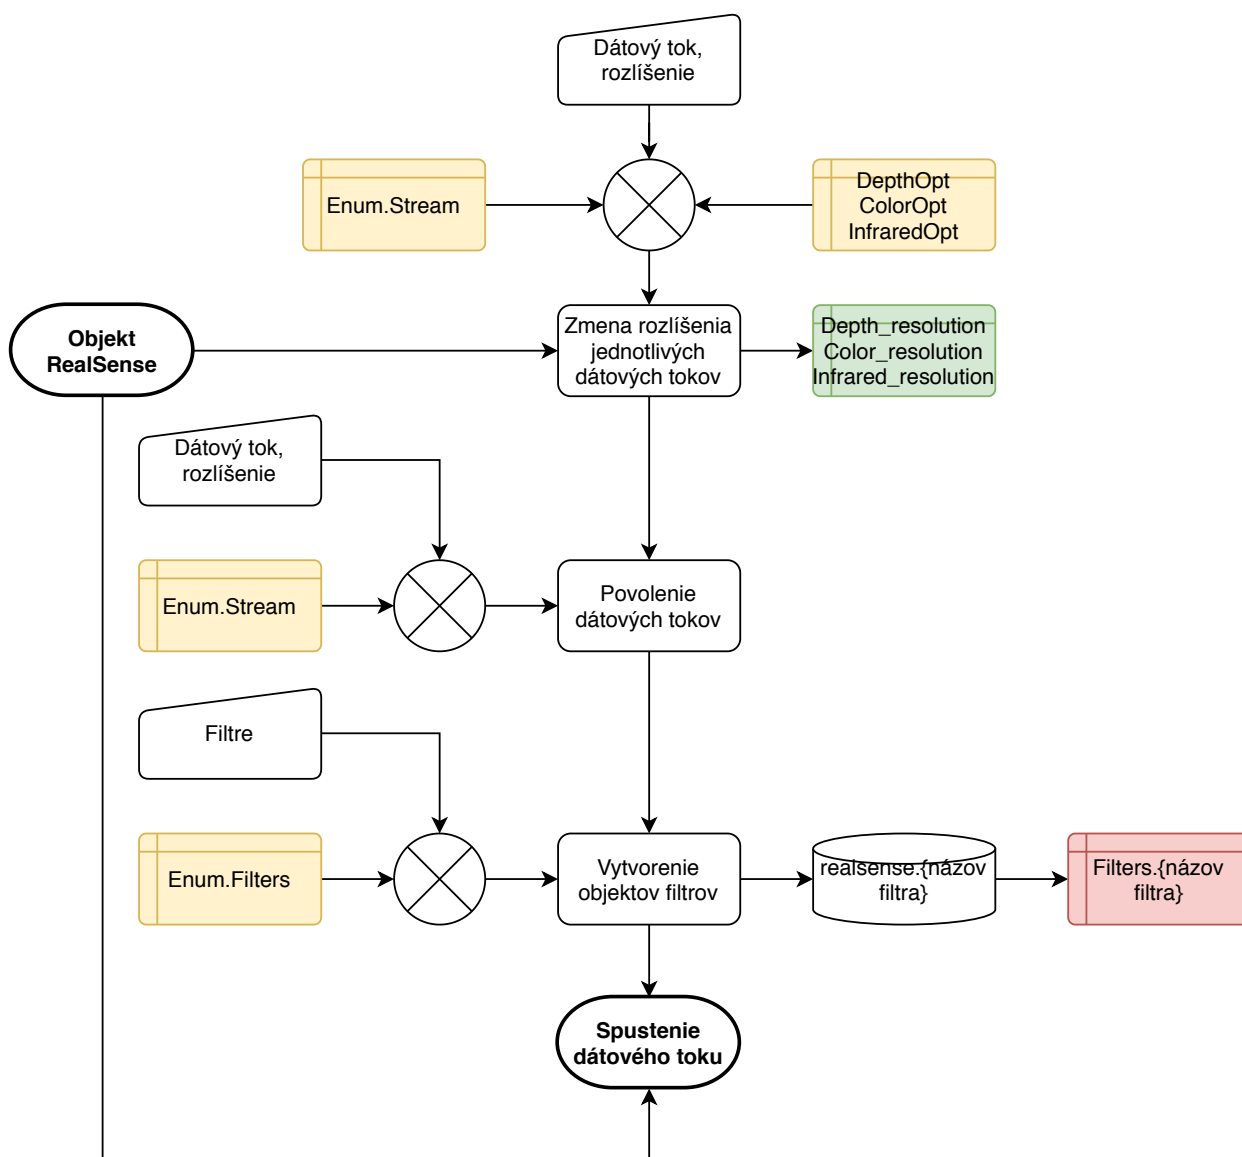 Dátový tok,
rozlíšenie
Enum.Stream
DepthOpt
ColorOpt
InfraredOpt
Objekt
RealSense
Zmena rozlíšenia
jednotlivých
dátových tokov
Depth_resolution
Color_resolution
Infrared_resolution
Dátový tok,
rozlíšenie
Enum.Stream
Povolenie
dátových tokov
Filtre
Enum.Filters
Vytvorenie
objektov filtrov
realsense.{názov
filtra}
Filters.{názov
filtra}
Spustenie
dátového toku